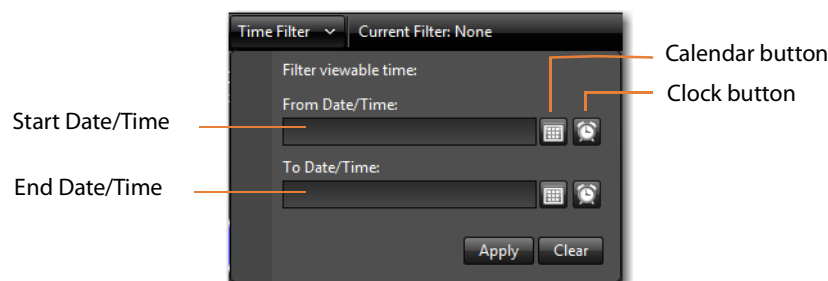 Time Filter Current Filter: None
Calendar button
Filter viewable time:
Clock button
From Date/Time:
Start Date/Time
To Date/Time:
End Date/Time
Apply Clear